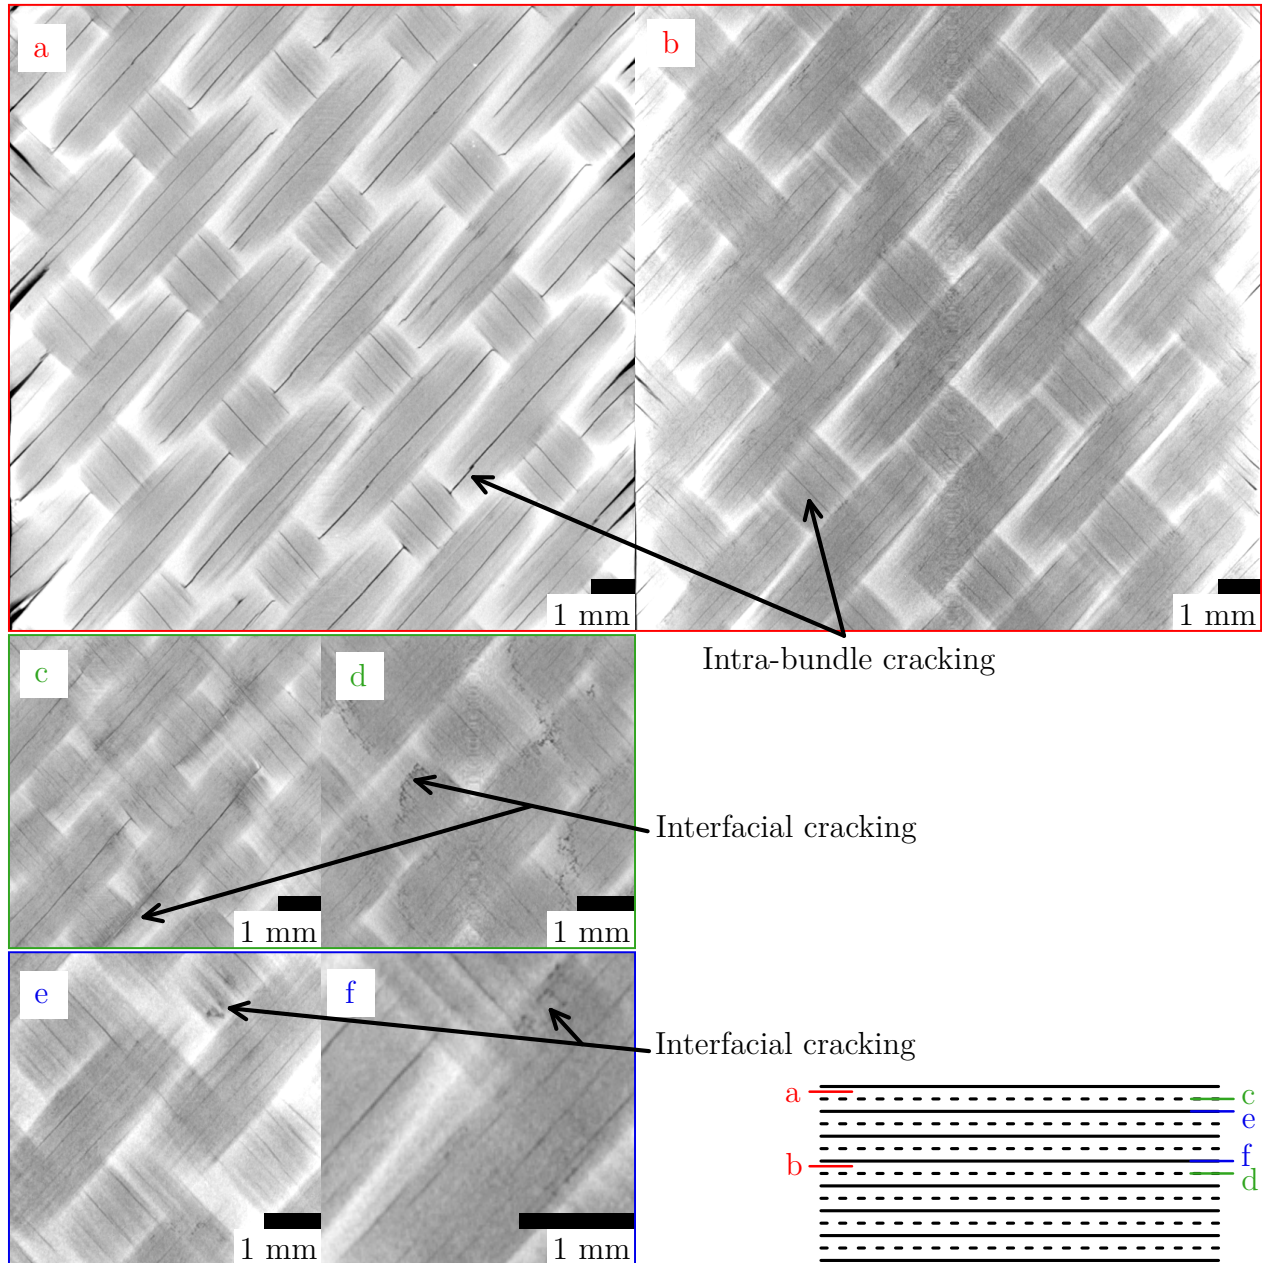 a
b
1 mm
1 mm
Intra-bundle cracking
c
d
Interfacial cracking
1 mm
1 mm
e
f
Interfacial cracking
a
c
e
b
f
d
1 mm
1 mm